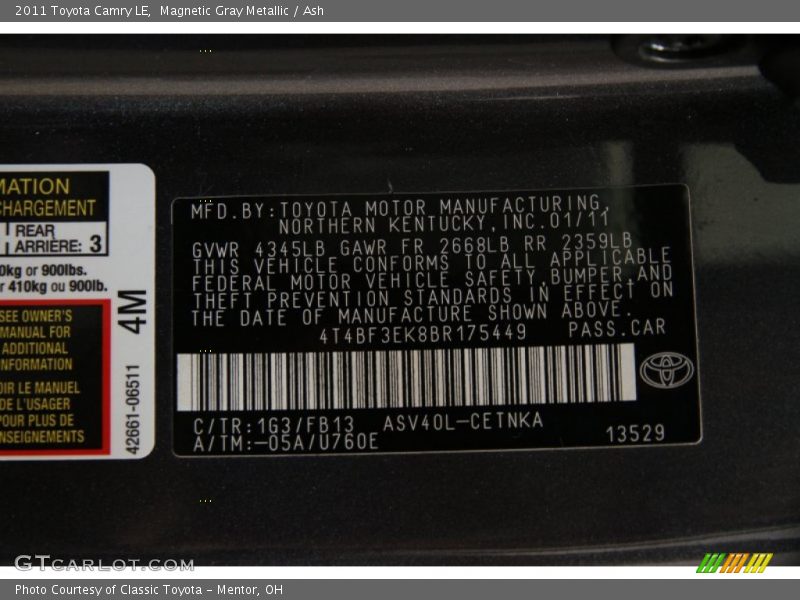 2011 Toyota Camry LE, Magnetic Gray Metallic / Ash
MATION
CHARGEMENT
REAR
ARRIÈRE: 3
0kg or 900lbs.
r 410kg ou 900lb.
SEE OWNER'S
MANUAL FOR
ADDITIONAL
INFORMATION
OIR LE MANUEL
DE L'USAGER
POUR PLUS DE
NSEIGNEMENTS
4M
42661-06511
MFD.BY:TOYOTA MOTOR MANUFACTURING,
NORTHERN KENTUCKY,INC.01/11
GVWR 4345LB GAWR FR 2668LB RR 2359LB
THIS VEHICLE CONFORMS TO ALL APPLICABLE
FEDERAL MOTOR VEHICLE SAFETY,BUMPER,AND
THEFT PREVENTION STANDARDS IN EFFECT ON
THE DATE OF MANUFACTURE SHOWN ABOVE.
4T4BF3EK8BR175449 PASS.CAR
C/TR:1G3/FB13 ASV40L-CETNKA
A/TM:-05A/U760E
13529
GTCARLOT.COM
Photo Courtesy of Classic Toyota - Mentor, OH